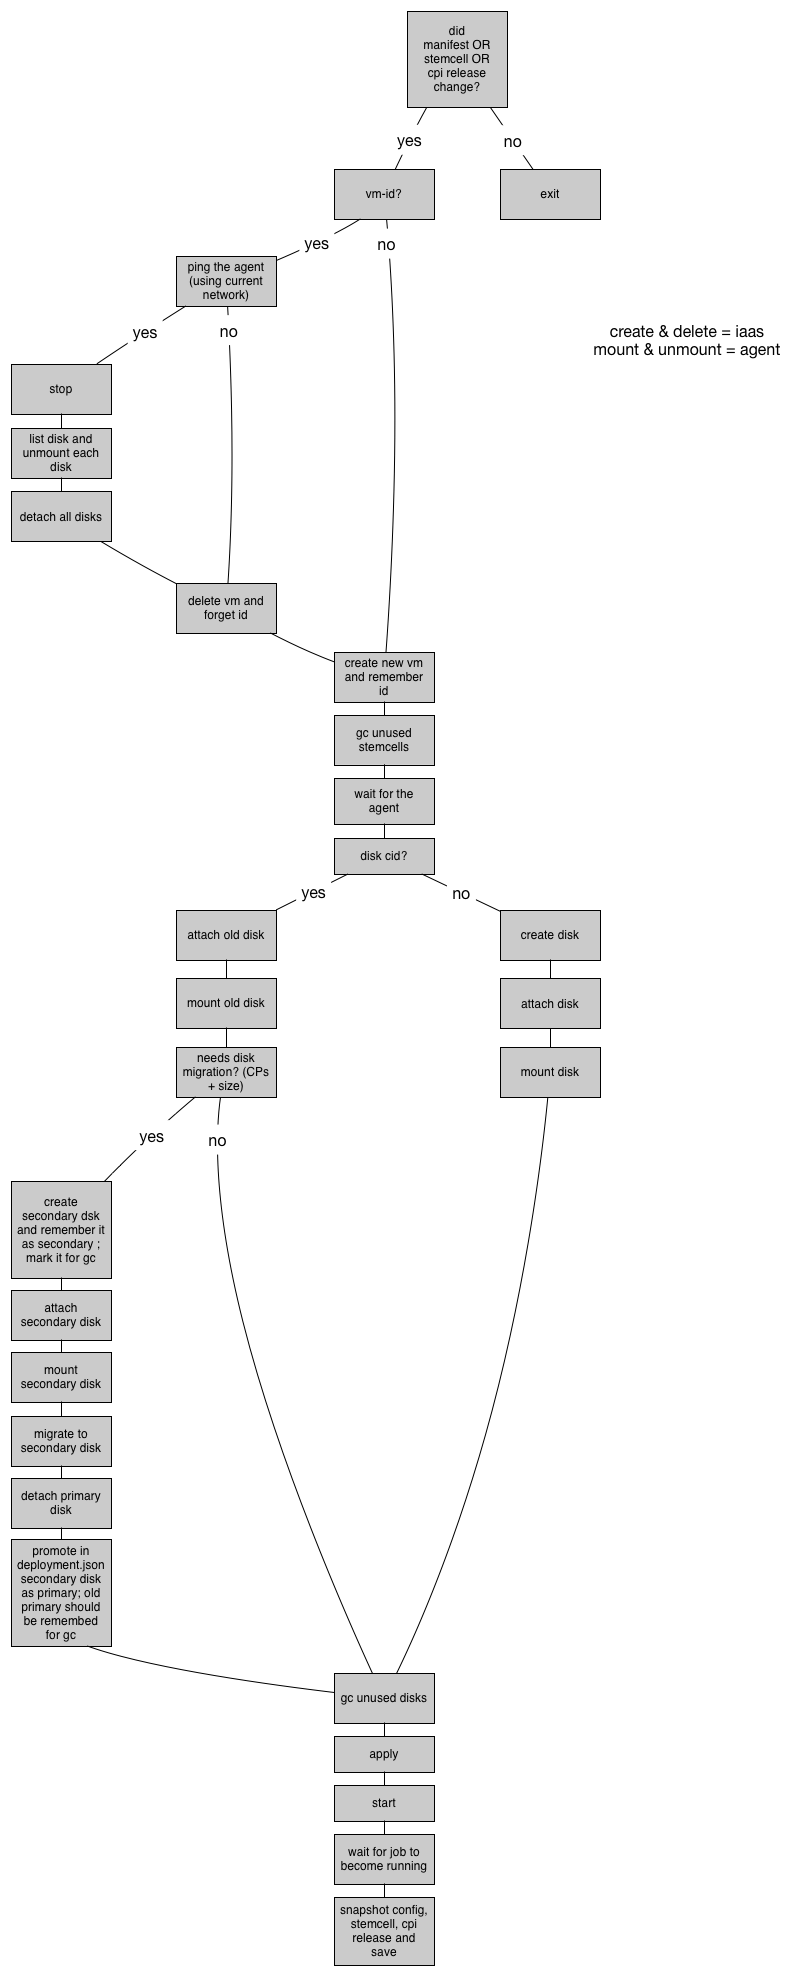 did
manifest OR
stemcell OR
cpi release
change?
yes
no
vm-id?
exit
yes
no
ping the agent
(using current
network)
yes
no
create & delete = iaas
mount & unmount = agent
stop
list disk and
unmount each
disk
detach all disks
delete vm and
forget id
create new vm
and remember
id
gc unused
stemcells
wait for the
agent
disk cid?
yes
no
attach old disk
create disk
mount old disk
attach disk
needs disk
migration? (CPs
+ size)
mount disk
yes
no
create
secondary dsk
and remember it
as secondary ;
mark it for gc
attach
secondary disk
mount
secondary disk
migrate to
secondary disk
detach primary
disk
promote in
deployment.json
secondary disk
as primary; old
primary should
be remembed
for gc
gc unused disks
apply
start
wait for job to
become running
snapshot config,
stemcell, cpi
release and
save